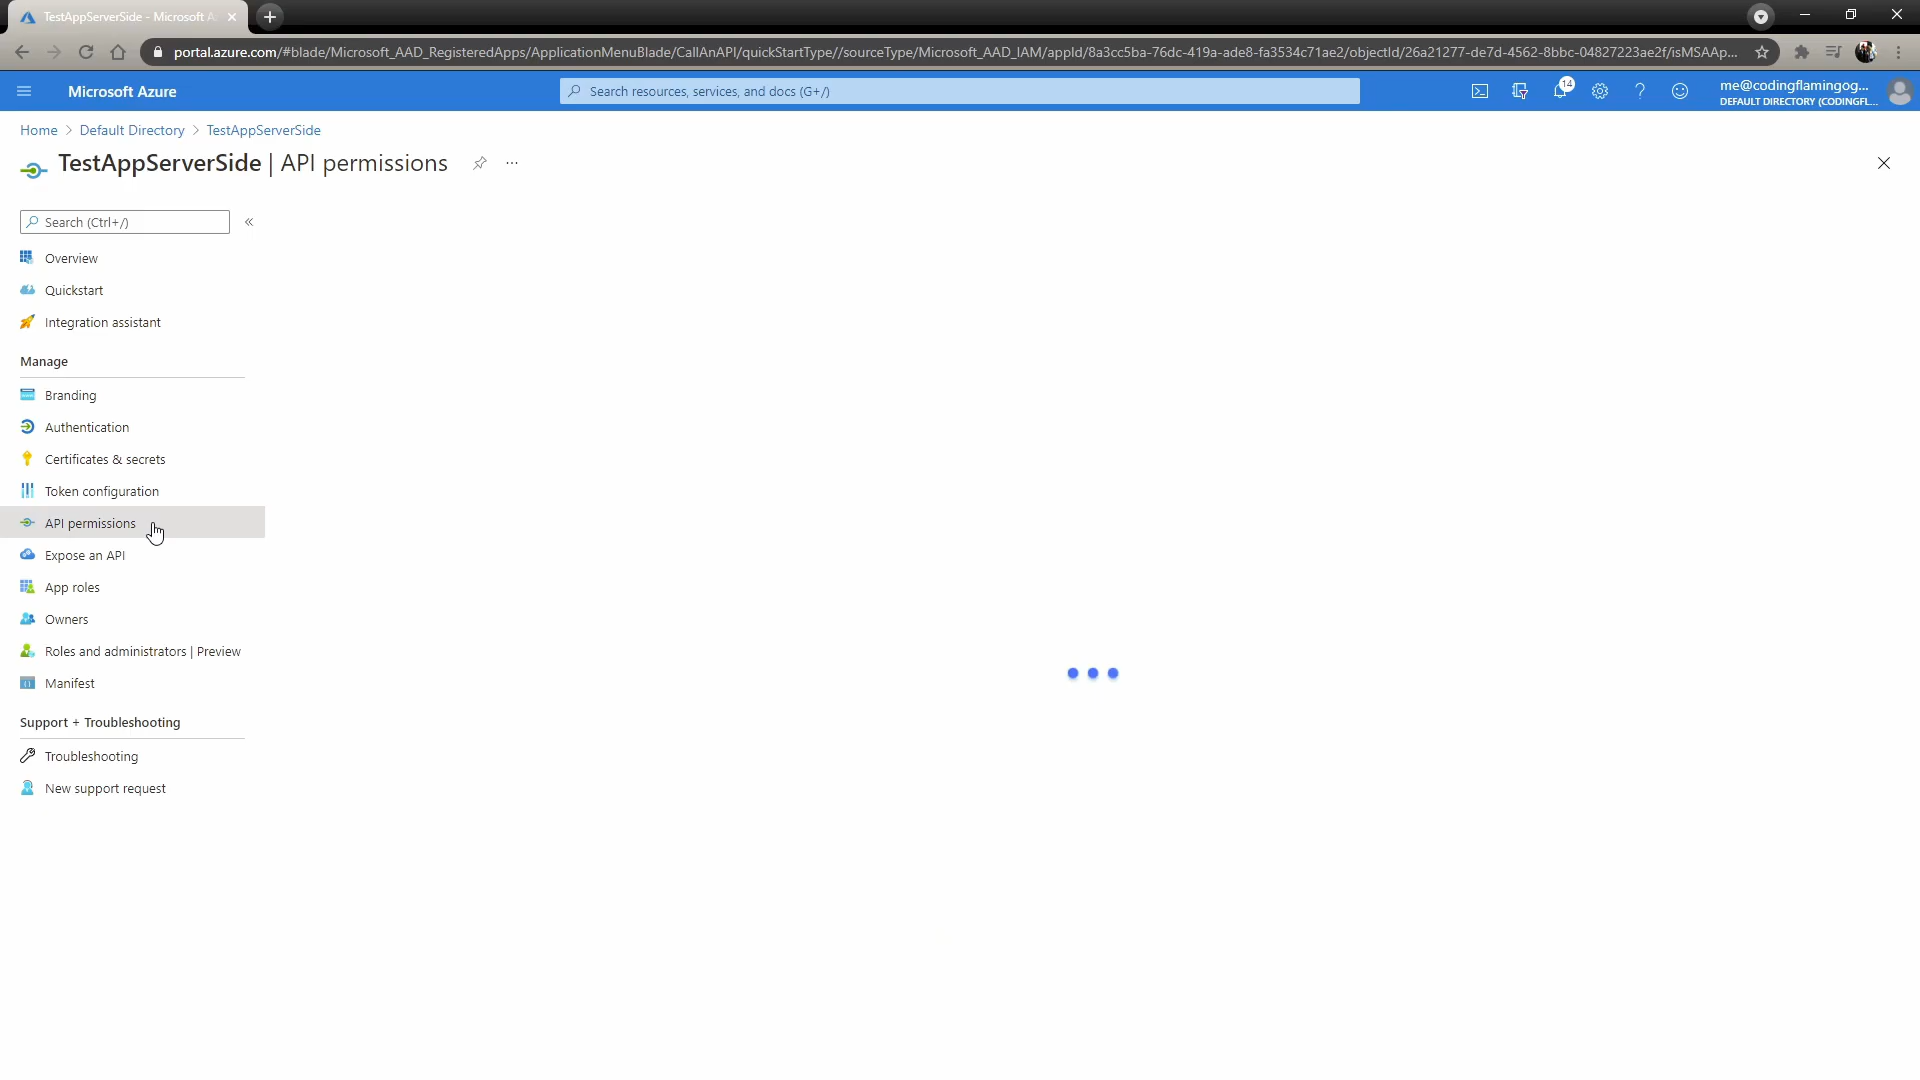 TestAppServerSide - Microsoft A
portal.azure.com/#blade/Microsoft_AAD_RegisteredApps/ApplicationMenuBlade/CallAnAPI/quickStartType//sourceType/Microsoft_AAD_IAM/appId/8a3cc5ba-76dc-419a-ade8-fa3534c71ae2/objectId/26a21277-de7d-4562-8bbc-04827223ae2f/isMSAAp...
Microsoft Azure
Search resources, services, and docs (G+/)
14
me@codingflamingog...
DEFAULT DIRECTORY (CODINGFL...
Home > Default Directory > TestAppServerSide
TestAppServerSide | API permissions
Search (Ctrl+/)
Overview
Quickstart
Integration assistant
Manage
Branding
Authentication
Certificates & secrets
Token configuration
API permissions
Expose an API
App roles
Owners
Roles and administrators | Preview
Manifest
Support + Troubleshooting
Troubleshooting
New support request